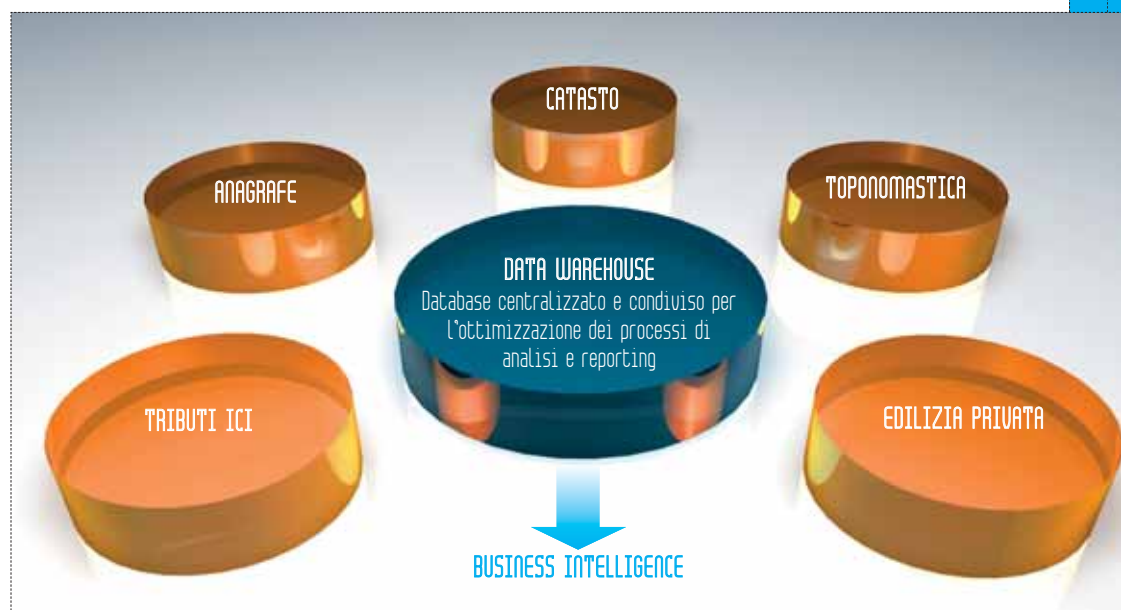 CATASTO
ANAGRAFE
TOPONOMASTICA
DATA WAREHOUSE
Database centralizzato e condiviso per
l'ottimizzazione dei processi di
analisi e reporting
TRIBUTI ICI
EDILIZIA PRIVATA
BUSINESS INTELLIGENCE